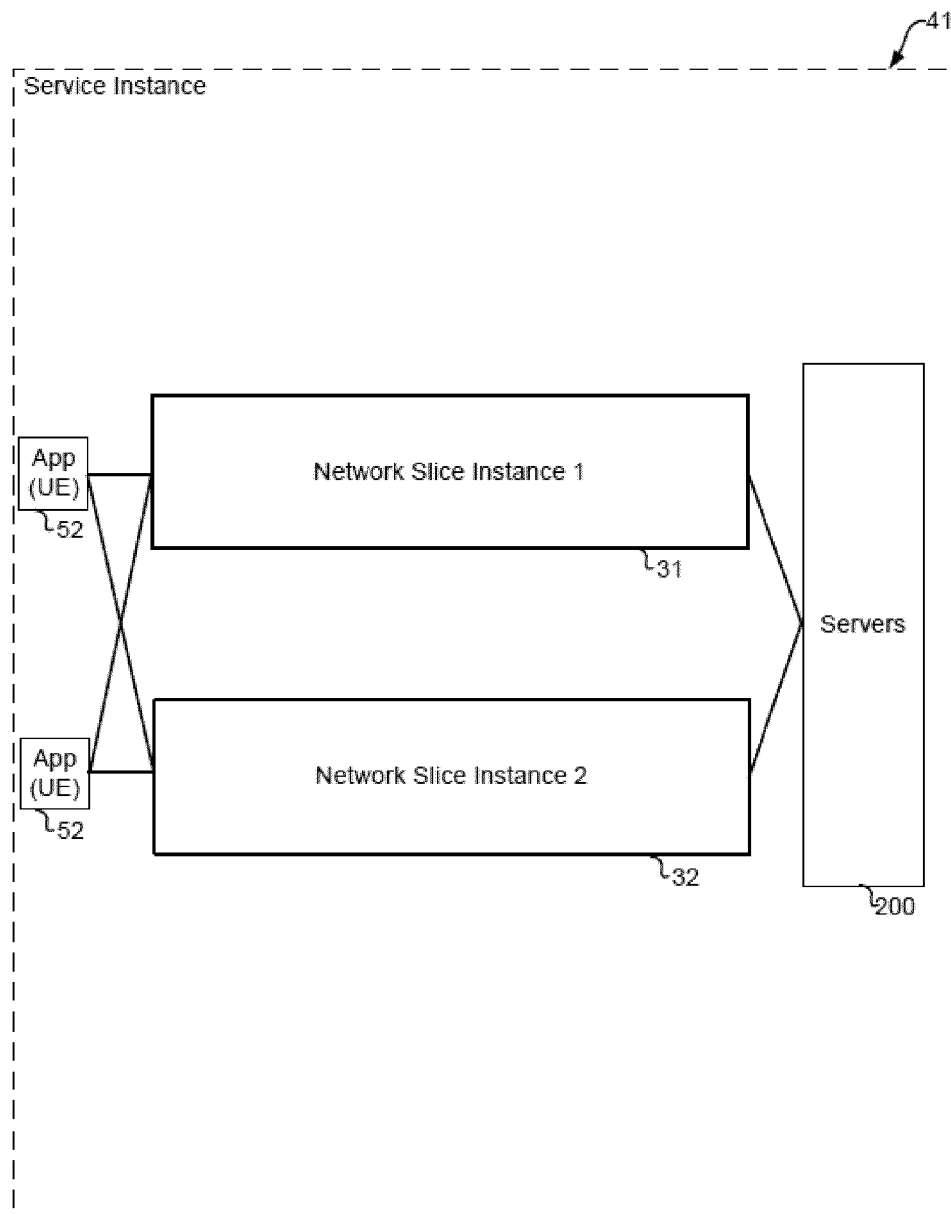 41
Service Instance
App
(UE)
52
Network Slice Instance 1
31
Servers
App
(UE)
52
Network Slice Instance 2
32
200